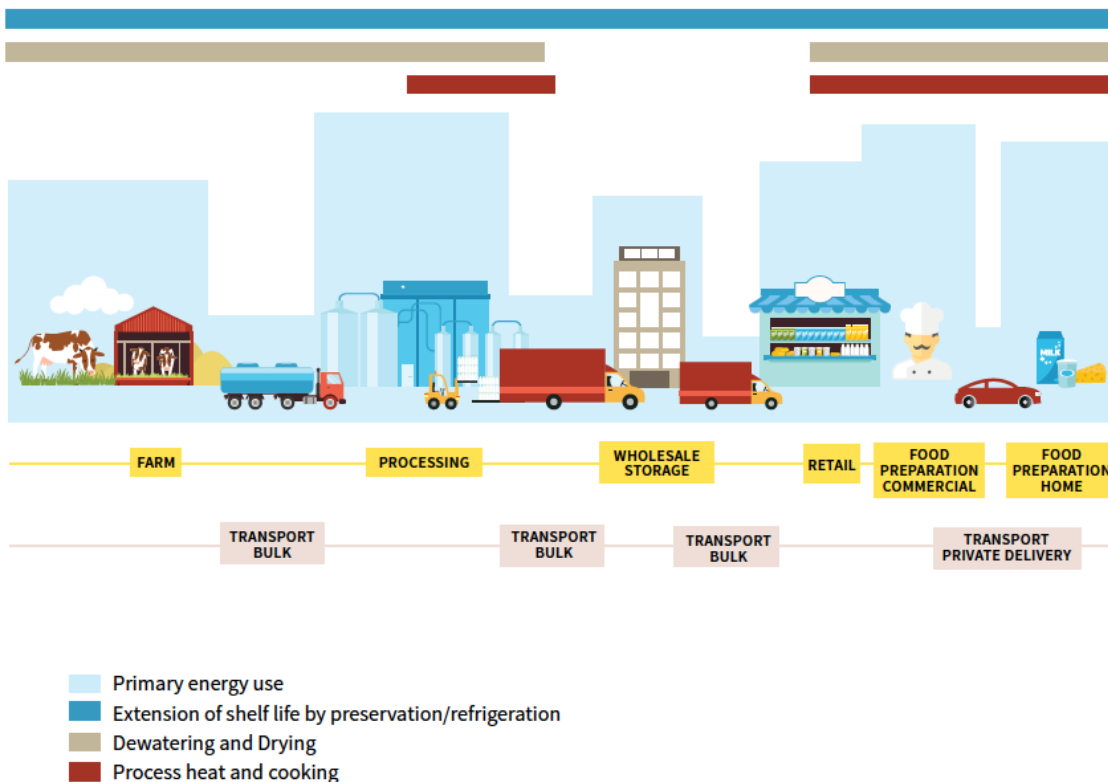 MILK
FARM
PROCESSING
WHOLESALE
STORAGE
RETAIL
FOOD
PREPARATION
COMMERCIAL
FOOD
PREPARATION
HOME
TRANSPORT
BULK
TRANSPORT
BULK
TRANSPORT
BULK
TRANSPORT
PRIVATE DELIVERY
Primary energy use
Extension of shelf life by preservation/refrigeration
Dewatering and Drying
Process heat and cooking